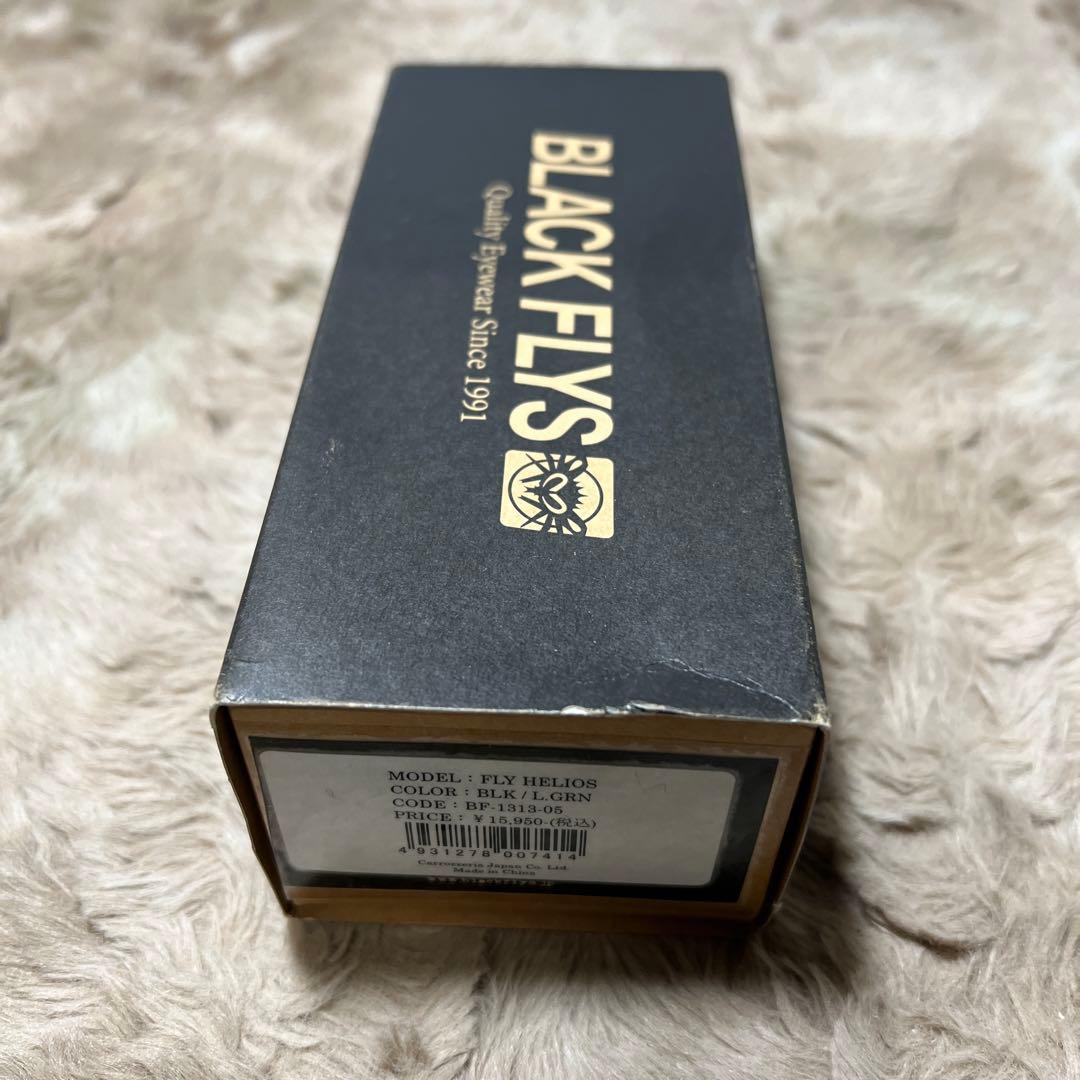 BLACK FLYS
Quality Eyewear Since 1991
MODEL : FLY HELIOS
COLOR : BLK / L.GRN
CODE : BF-1313-05
PRICE : ¥ 15,950-(税込)
4 931278 007414
Carrozzeria Japan Co. Ltd.
Made in China